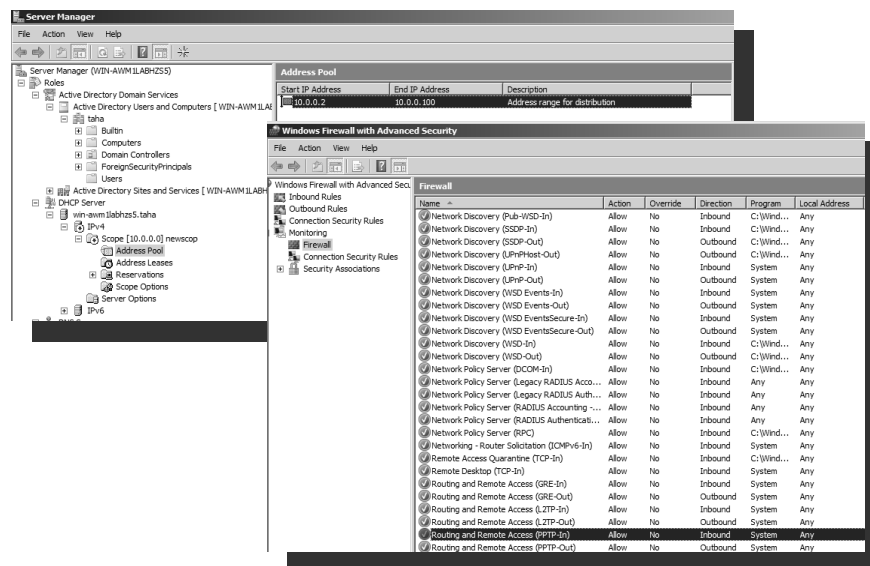 Server Manager
File Action View Help
Server Manager (WIN-AWM1LABHZS5)
Roles
Active Directory Domain Services
Active Directory Users and Computers [ WIN-AWM1LAB
taha
Builtin
Computers
Domain Controllers
ForeignSecurityPrincipals
Users
Active Directory Sites and Services [ WIN-AWM1LABH
DHCP Server
win-awm1labhzs5.taha
IPv4
Scope [10.0.0.0] newscop
Address Pool
Address Leases
Reservations
Scope Options
Server Options
IPv6
Address Pool
Start IP Address End IP Address Description
10.0.0.2 10.0.0.100 Address range for distribution
Windows Firewall with Advanced Security
File Action View Help
Windows Firewall with Advanced Secu
Inbound Rules
Outbound Rules
Connection Security Rules
Monitoring
Firewall
Connection Security Rules
Security Associations
Firewall
Name Action Override Direction Program Local Address
Network Discovery (Pub-WSD-In) Allow No Inbound C:\Wind... Any
Network Discovery (SSDP-In) Allow No Inbound C:\Wind... Any
Network Discovery (SSDP-Out) Allow No Outbound C:\Wind... Any
Network Discovery (UPnPHost-Out) Allow No Outbound C:\Wind... Any
Network Discovery (UPnP-In) Allow No Inbound System Any
Network Discovery (UPnP-Out) Allow No Outbound System Any
Network Discovery (WSD Events-In) Allow No Inbound System Any
Network Discovery (WSD Events-Out) Allow No Outbound System Any
Network Discovery (WSD EventsSecure-In) Allow No Inbound System Any
Network Discovery (WSD EventsSecure-Out) Allow No Outbound System Any
Network Discovery (WSD-In) Allow No Inbound C:\Wind... Any
Network Discovery (WSD-Out) Allow No Outbound C:\Wind... Any
Network Policy Server (DCOM-In) Allow No Inbound C:\Wind... Any
Network Policy Server (Legacy RADIUS Acco... Allow No Inbound Any Any
Network Policy Server (Legacy RADIUS Auth... Allow No Inbound Any Any
Network Policy Server (RADIUS Accounting -... Allow No Inbound Any Any
Network Policy Server (RADIUS Authenticati... Allow No Inbound Any Any
Network Policy Server (RPC) Allow No Inbound C:\Wind... Any
Networking - Router Solicitation (ICMPv6-In) Allow No Inbound System Any
Remote Access Quarantine (TCP-In) Allow No Inbound C:\Wind... Any
Remote Desktop (TCP-In) Allow No Inbound System Any
Routing and Remote Access (GRE-In) Allow No Inbound System Any
Routing and Remote Access (GRE-Out) Allow No Outbound System Any
Routing and Remote Access (L2TP-In) Allow No Inbound System Any
Routing and Remote Access (L2TP-Out) Allow No Outbound System Any
Routing and Remote Access (PPTP-In) Allow No Inbound System Any
Routing and Remote Access (PPTP-Out) Allow No Outbound System Any